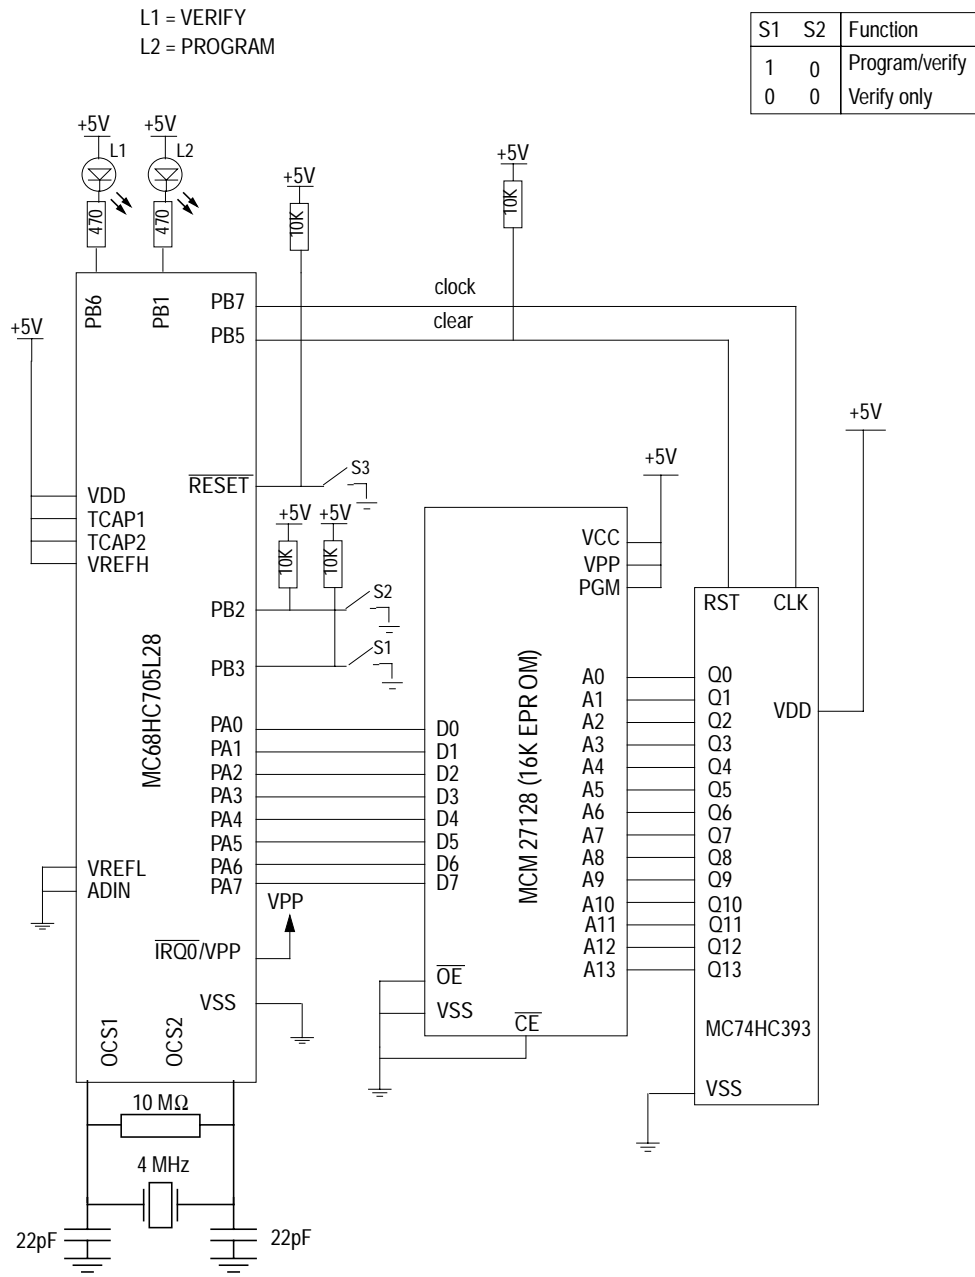 L1 = VERIFY
L2 = PROGRAM
S1 S2 Function
1 0 Program/verify
0 0 Verify only
+5V +5V
L1 L2
470 470
+5V
10K
+5V
10K
PB6 PB1
PB7
clock
PB5
clear
+5V
+5V
RESET
S3
+5V
VDD
TCAP1
TCAP2
VREFH
+5V +5V
10K 10K
VCC
VPP
PGM
RST CLK
PB2
S2
PB3
S1
MC68HC705L28
MCM 27128 (16K EPR OM)
VDD
PA0
PA1
PA2
PA3
PA4
PA5
PA6
PA7
D0
D1
D2
D3
D4
D5
D6
D7
A0
A1
A2
A3
A4
A5
A6
A7
A8
A9
A10
A11
A12
A13
Q0
Q1
Q2
Q3
Q4
Q5
Q6
Q7
Q8
Q9
Q10
Q11
Q12
Q13
VREFL
ADIN
VPP
IRQ0/VPP
VSS
OE
VSS
CE
OCS1 OCS2
MC74HC393
VSS
10 MΩ
4 MHz
22pF 22pF